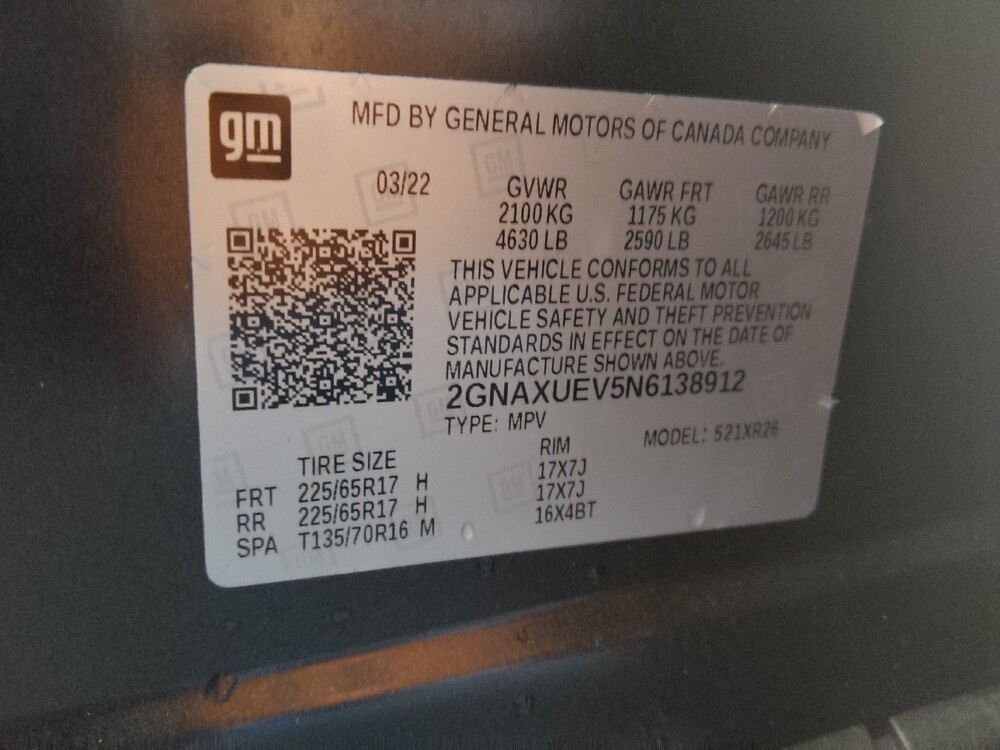 gm
MFD BY GENERAL MOTORS OF CANADA COMPANY
03/22 GVWR GAWR FRT GAWR RR
2100 KG 1175 KG 1200 KG
4630 LB 2590 LB 2645 LB
THIS VEHICLE CONFORMS TO ALL
APPLICABLE U.S. FEDERAL MOTOR
VEHICLE SAFETY AND THEFT PREVENTION
STANDARDS IN EFFECT ON THE DATE OF
MANUFACTURE SHOWN ABOVE.
2GNAXUEV5N6138912
TYPE: MPV MODEL: 521XR26
TIRE SIZE RIM
FRT 225/65R17 H 17X7J
RR 225/65R17 H 17X7J
SPA T135/70R16 M 16X4BT